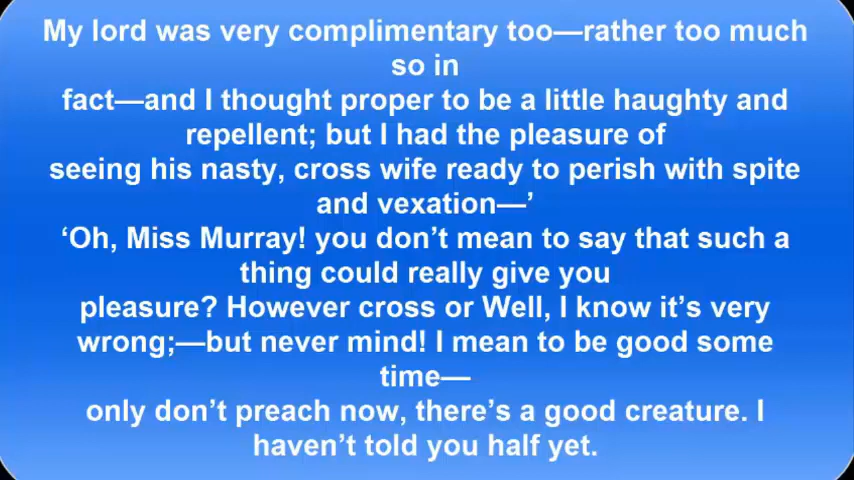 My lord was very complimentary too—rather too much
so in
fact—and I thought proper to be a little haughty and
repellent; but I had the pleasure of
seeing his nasty, cross wife ready to perish with spite
and vexation—’
‘Oh, Miss Murray! you don’t mean to say that such a
thing could really give you
pleasure? However cross or Well, I know it’s very
wrong;—but never mind! I mean to be good some
time—
only don’t preach now, there’s a good creature. I
haven’t told you half yet.